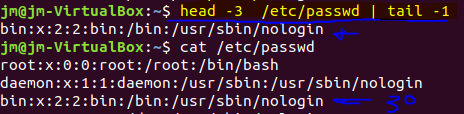 jm@jm-VirtualBox:~$ head -3  /etc/passwd | tail -1
bin:x:2:2:bin:/bin:/usr/sbin/nologin
jm@jm-VirtualBox:~$ cat /etc/passwd
root:x:0:0:root:/root:/bin/bash
daemon:x:1:1:daemon:/usr/sbin:/usr/sbin/nologin
bin:x:2:2:bin:/bin:/usr/sbin/nologin 3º